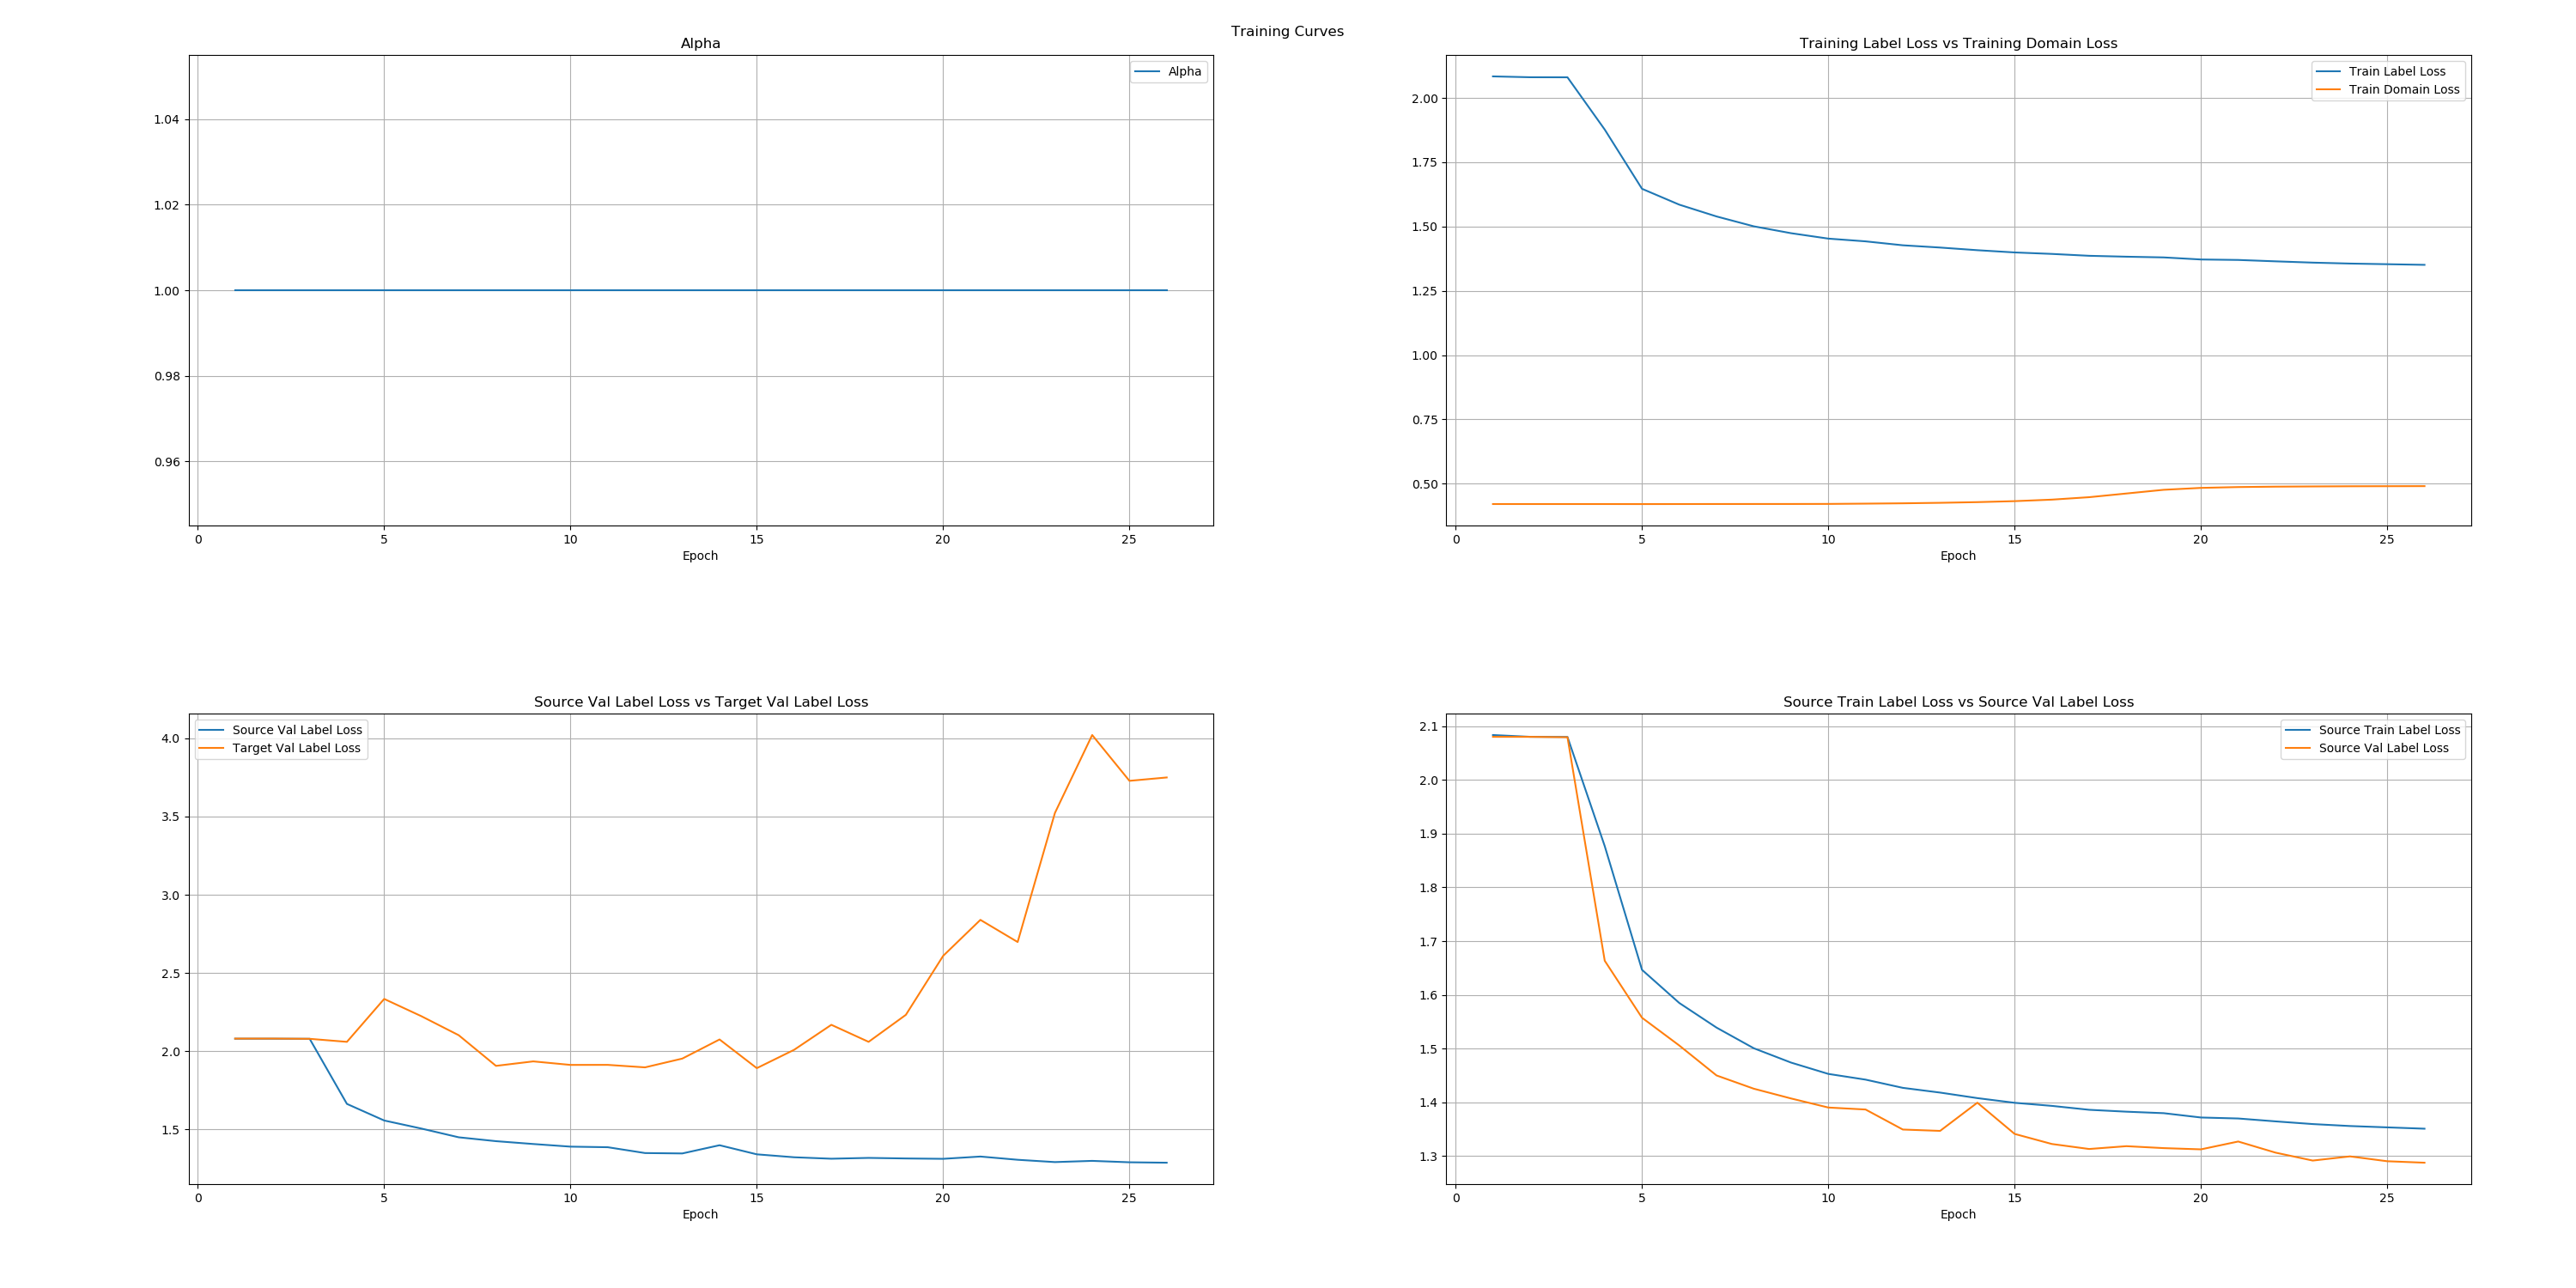 Training Curves
Alpha
Alpha
1.04
1.02
1.00
0.98
0.96
0 5 10 15 20 25
Epoch
Training Label Loss vs Training Domain Loss
Train Label Loss
Train Domain Loss
2.00
1.75
1.50
1.25
1.00
0.75
0.50
0 5 10 15 20 25
Epoch
Source Val Label Loss vs Target Val Label Loss
Source Val Label Loss
Target Val Label Loss
4.0
3.5
3.0
2.5
2.0
1.5
0 5 10 15 20 25
Epoch
Source Train Label Loss vs Source Val Label Loss
Source Train Label Loss
Source Val Label Loss
2.1
2.0
1.9
1.8
1.7
1.6
1.5
1.4
1.3
0 5 10 15 20 25
Epoch